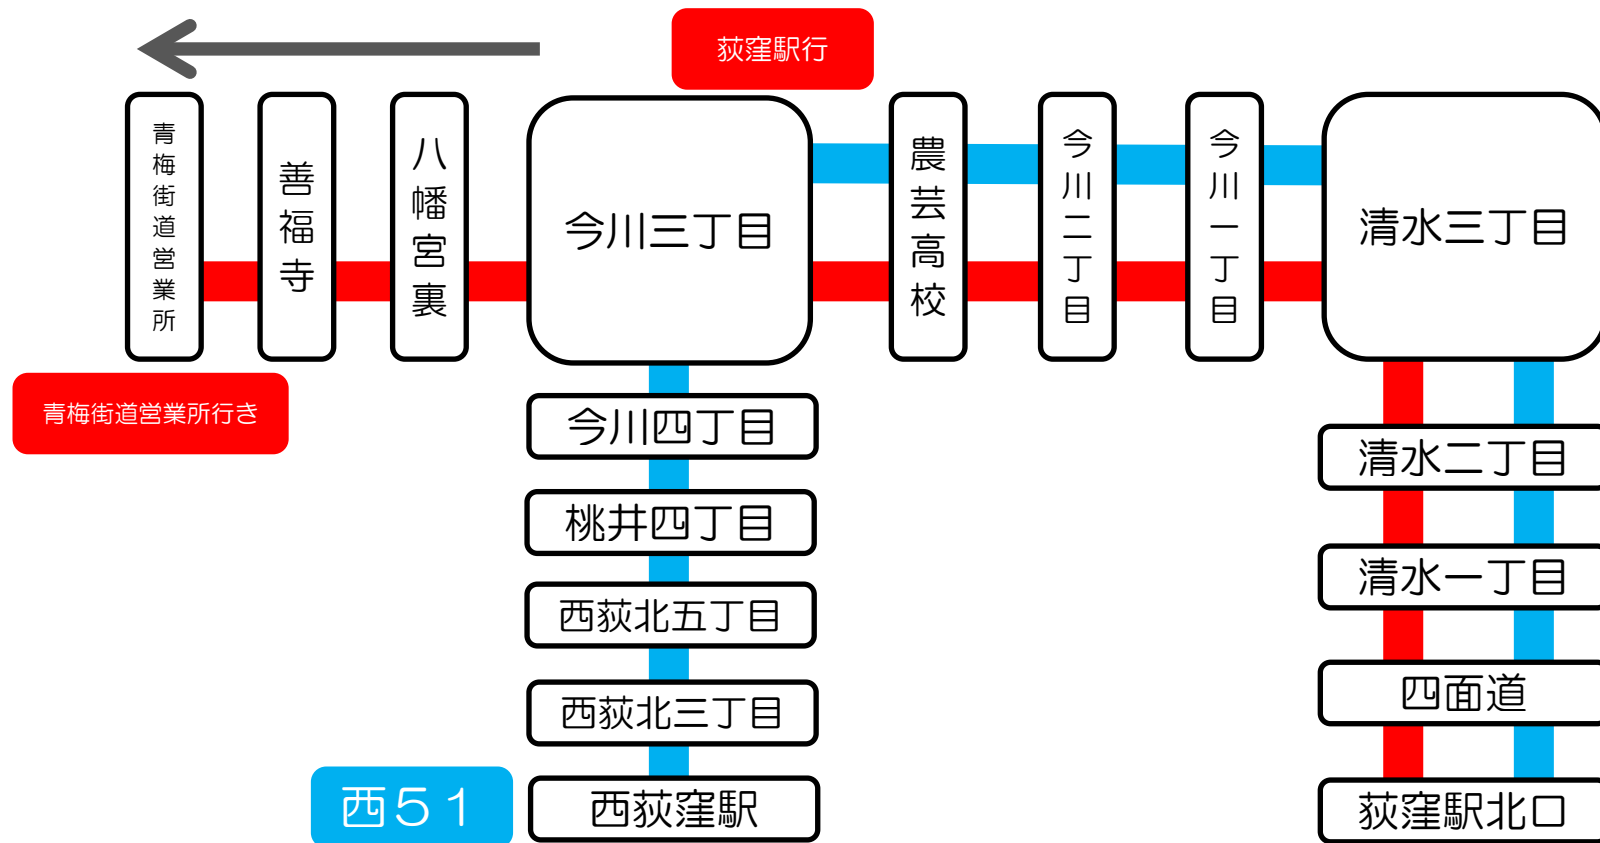 荻窪駅行
青梅街道営業所
善福寺
八幡宮裏
今川三丁目
農芸高校
今川二丁目
今川一丁目
清水三丁目
青梅街道営業所行き
今川四丁目
桃井四丁目
西荻北五丁目
西荻北三丁目
西51
西荻窪駅
清水二丁目
清水一丁目
四面道
荻窪駅北口